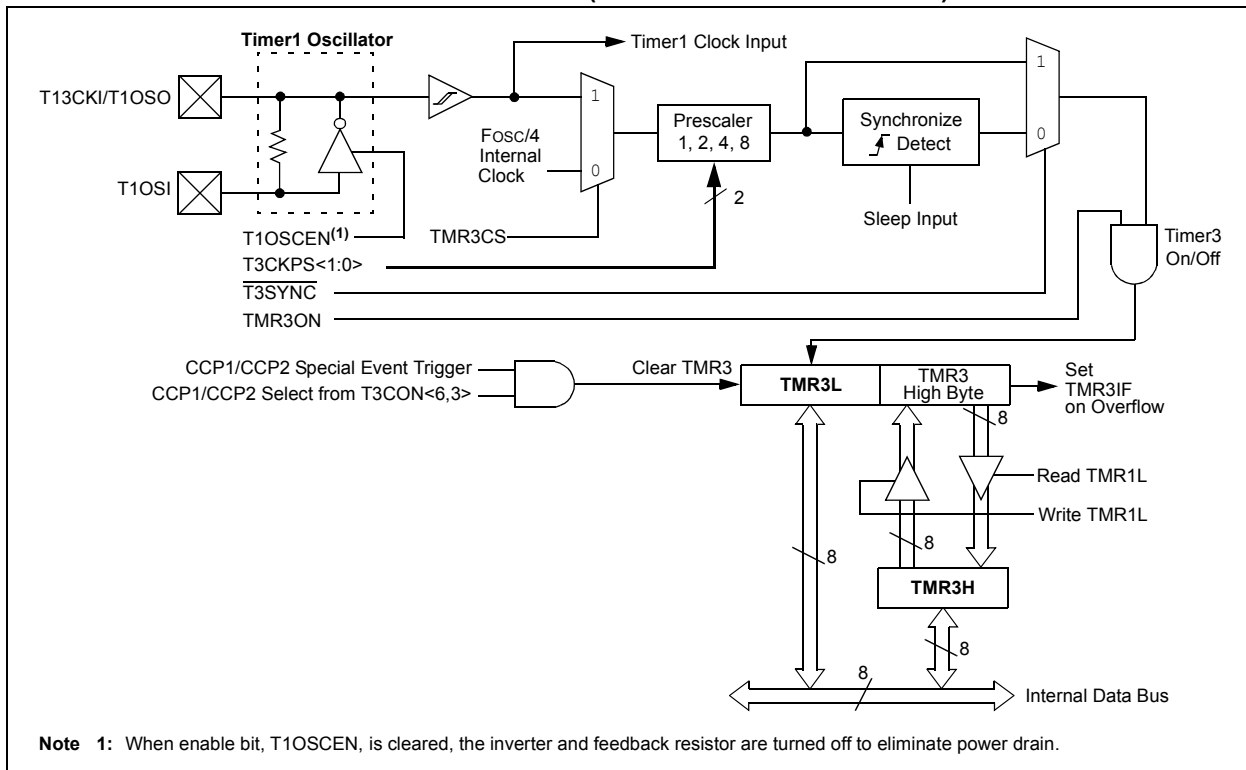 Timer1 Oscillator
Timer1 Clock Input
T13CKI/T1OSO
1
1
FOSC/4
Internal
Clock
0
Prescaler
1, 2, 4, 8
Synchronize
Detect
0
T1OSI
2
Sleep Input
T1OSCEN(1)
TMR3CS
Timer3
On/Off
T3CKPS<1:0>
T3SYNC
TMR3ON
CCP1/CCP2 Special Event Trigger
CCP1/CCP2 Select from T3CON<6,3>
Clear TMR3
TMR3L
TMR3
High Byte
Set
TMR3IF
on Overflow
8
Read TMR1L
Write TMR1L
8
8
TMR3H
8
8
Internal Data Bus
Note 1: When enable bit, T1OSCEN, is cleared, the inverter and feedback resistor are turned off to eliminate power drain.